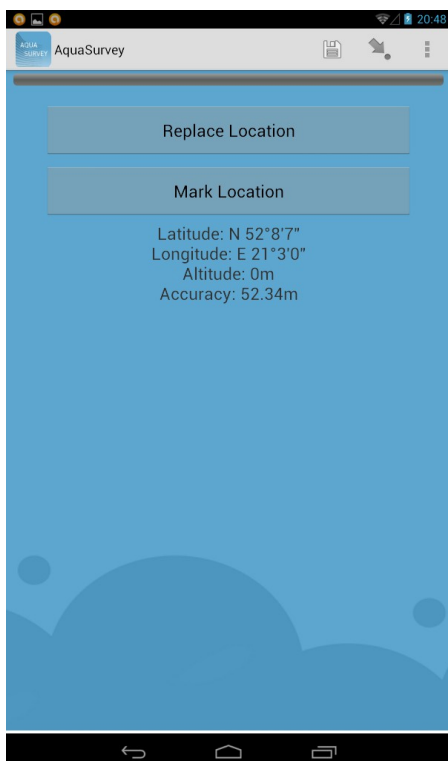 20:48
AQUA
SURVEY
AquaSurvey
Replace Location
Mark Location
Latitude: N 52°8'7"
Longitude: E 21°3'0"
Altitude: 0m
Accuracy: 52.34m